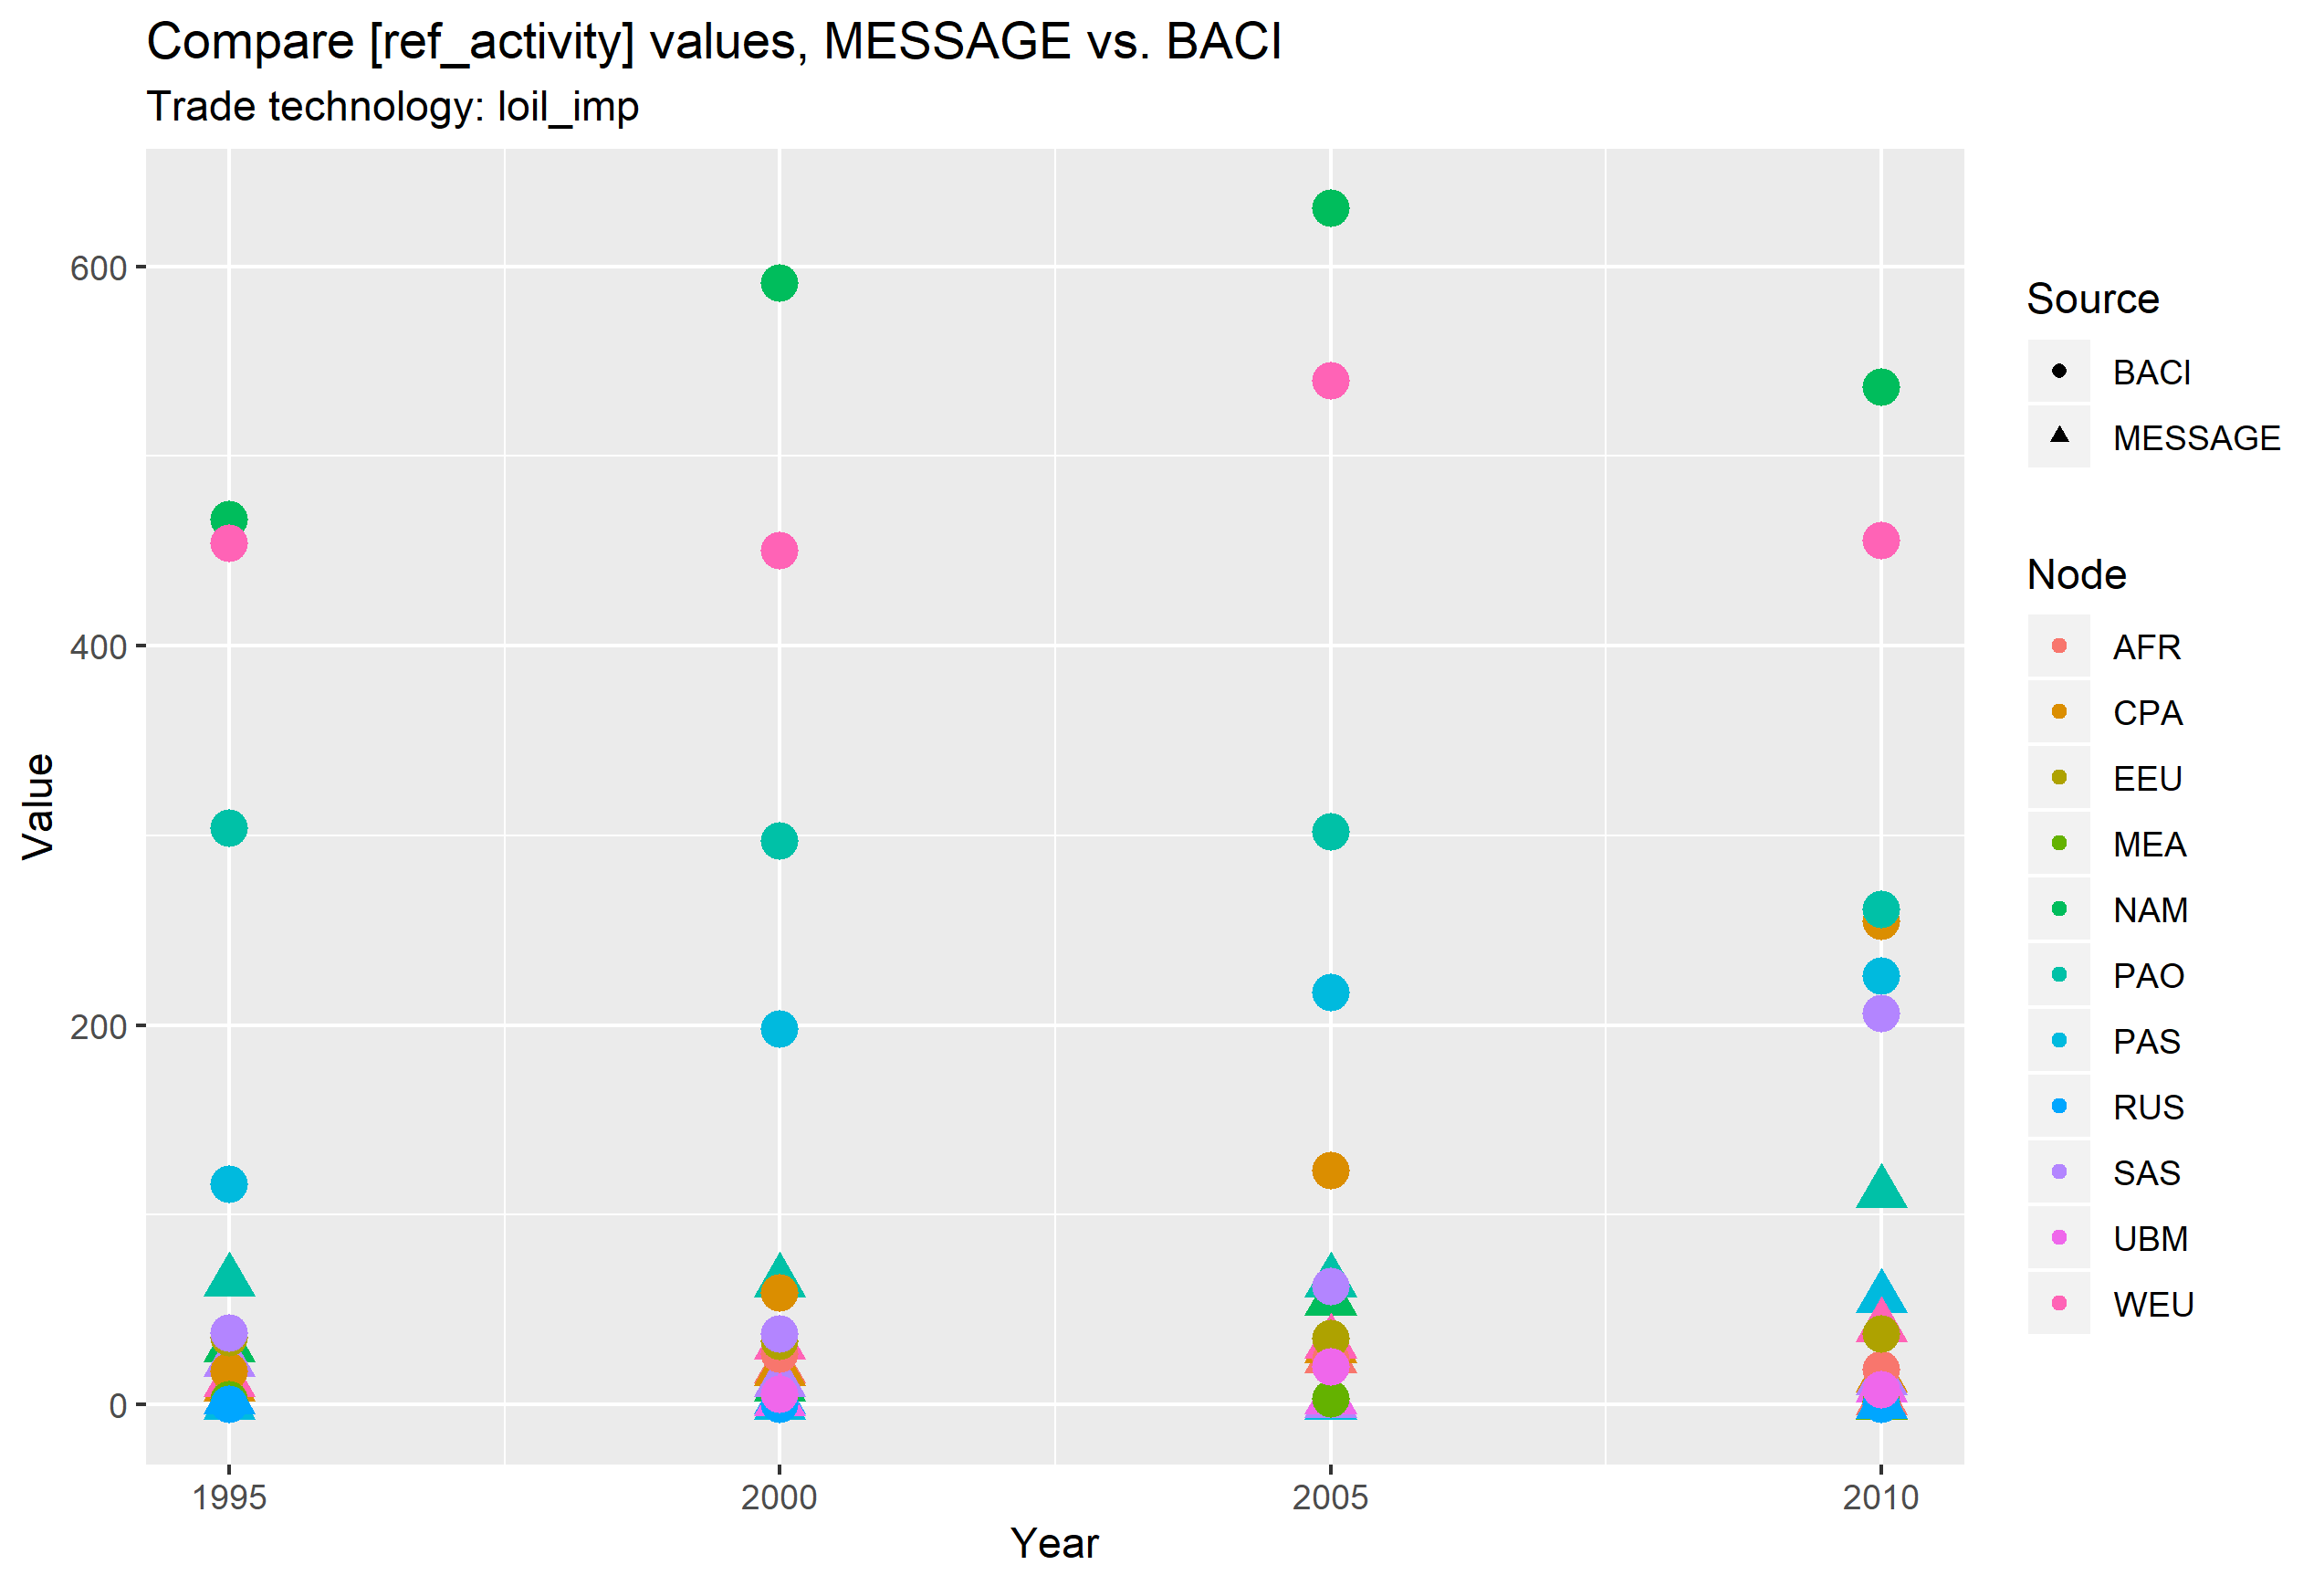 Compare [ref_activity] values, MESSAGE vs. BACI
Trade technology: loil_imp
Value
600
400
200
0
1995 2000 2005 2010
Year
Source
BACI
MESSAGE
Node
AFR
CPA
EEU
MEA
NAM
PAO
PAS
RUS
SAS
UBM
WEU